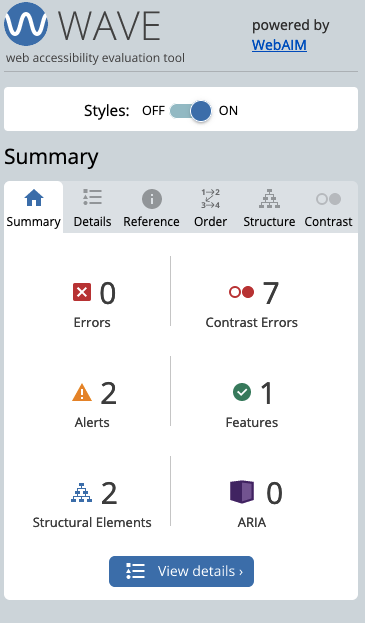 WAVE
powered by
WebAIM
web accessibility evaluation tool
Styles: OFF ON
Summary
Summary Details Reference Order Structure Contrast
0 7
Errors Contrast Errors
2 1
Alerts Features
2 0
Structural Elements ARIA
View details ›